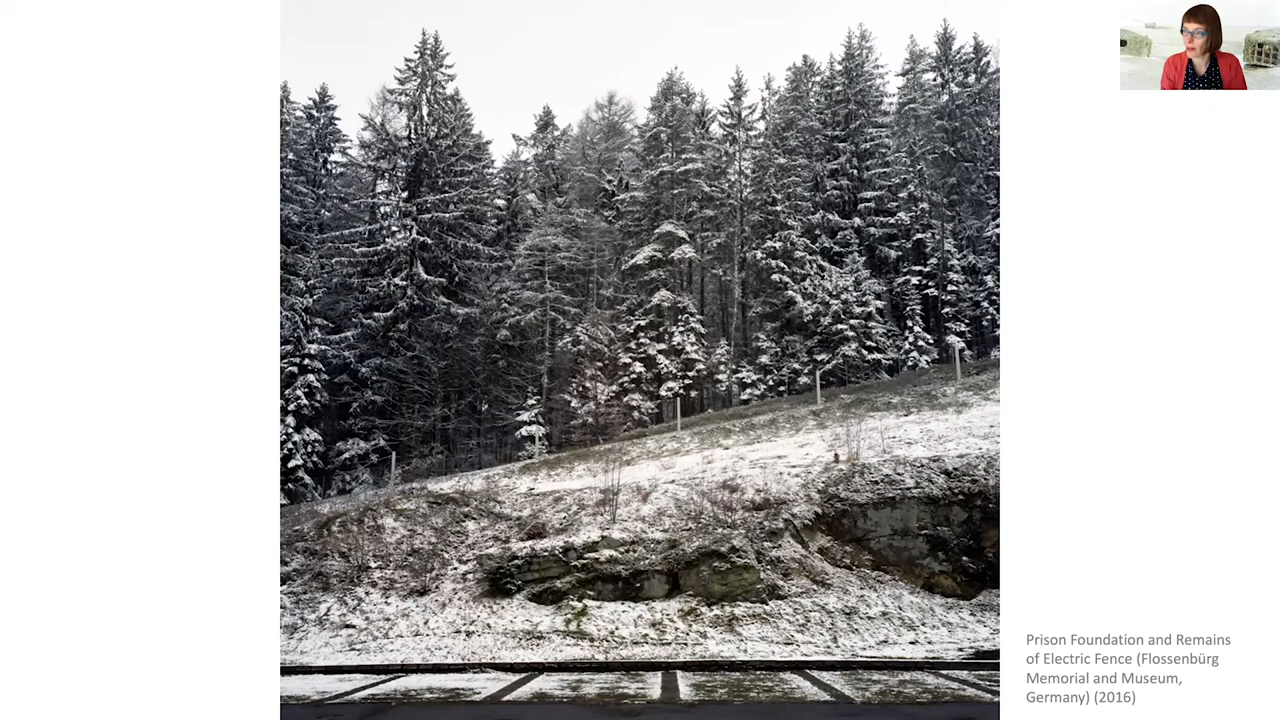 Prison Foundation and Remains
of Electric Fence (Flossenbürg
Memorial and Museum,
Germany) (2016)